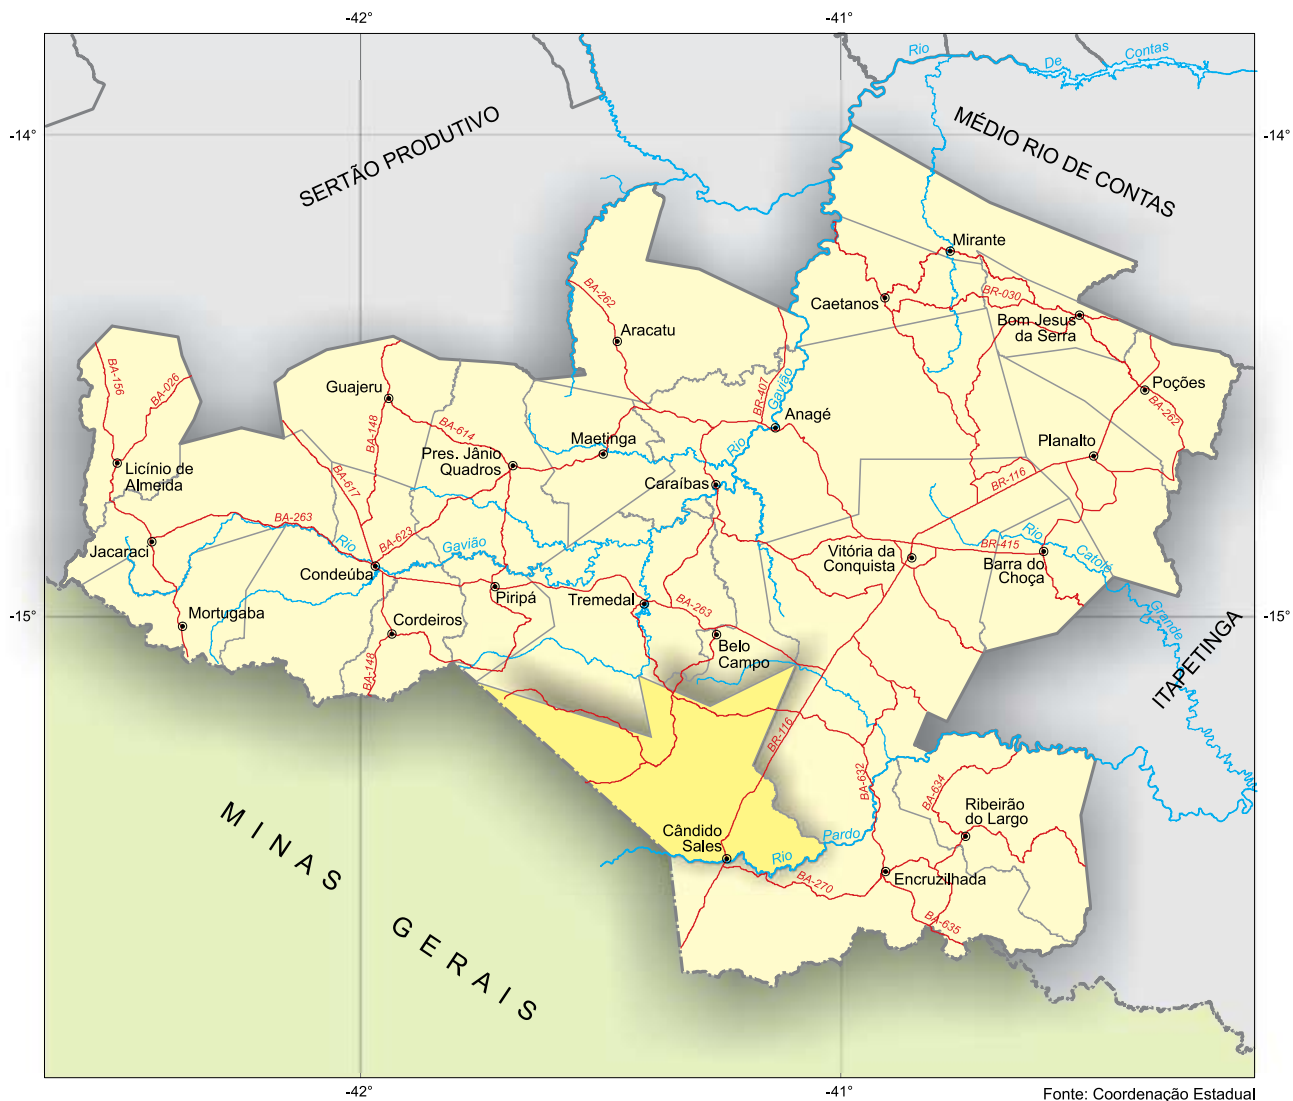 -42°
-41°
Rio
De
Contas
-14°
-14°
SERTÃO PRODUTIVO
MÉDIO RIO DE CONTAS
Mirante
BA-262
Caetanos
BR-030
Bom Jesus
da Serra
Aracatu
BA-156
BA-026
Guajeru
BR-407
Gavião
Poções
BA-262
BA-148
BA-614
Anagé
Maetinga
Rio
Planalto
Pres. Jânio
Quadros
Licínio de
Almeida
BA-617
Caraíbas
BR-116
BA-263
Rio
BA-623
Gavião
Rio
Catolé
Jacaraci
Vitória da
Conquista
BR-415
Barra do
Choça
Condeúba
Piripá
Tremedal
BA-263
Grande
-15°
-15°
Mortugaba
Cordeiros
Belo
Campo
BA-148
ITAPETINGA
BR-116
BA-632
BA-634
Ribeirão
do Largo
MINAS GERAIS
Cândido
Sales
Rio
Pardo
BA-270
Encruzilhada
BA-635
-42°
-41°
Fonte: Coordenação Estadual